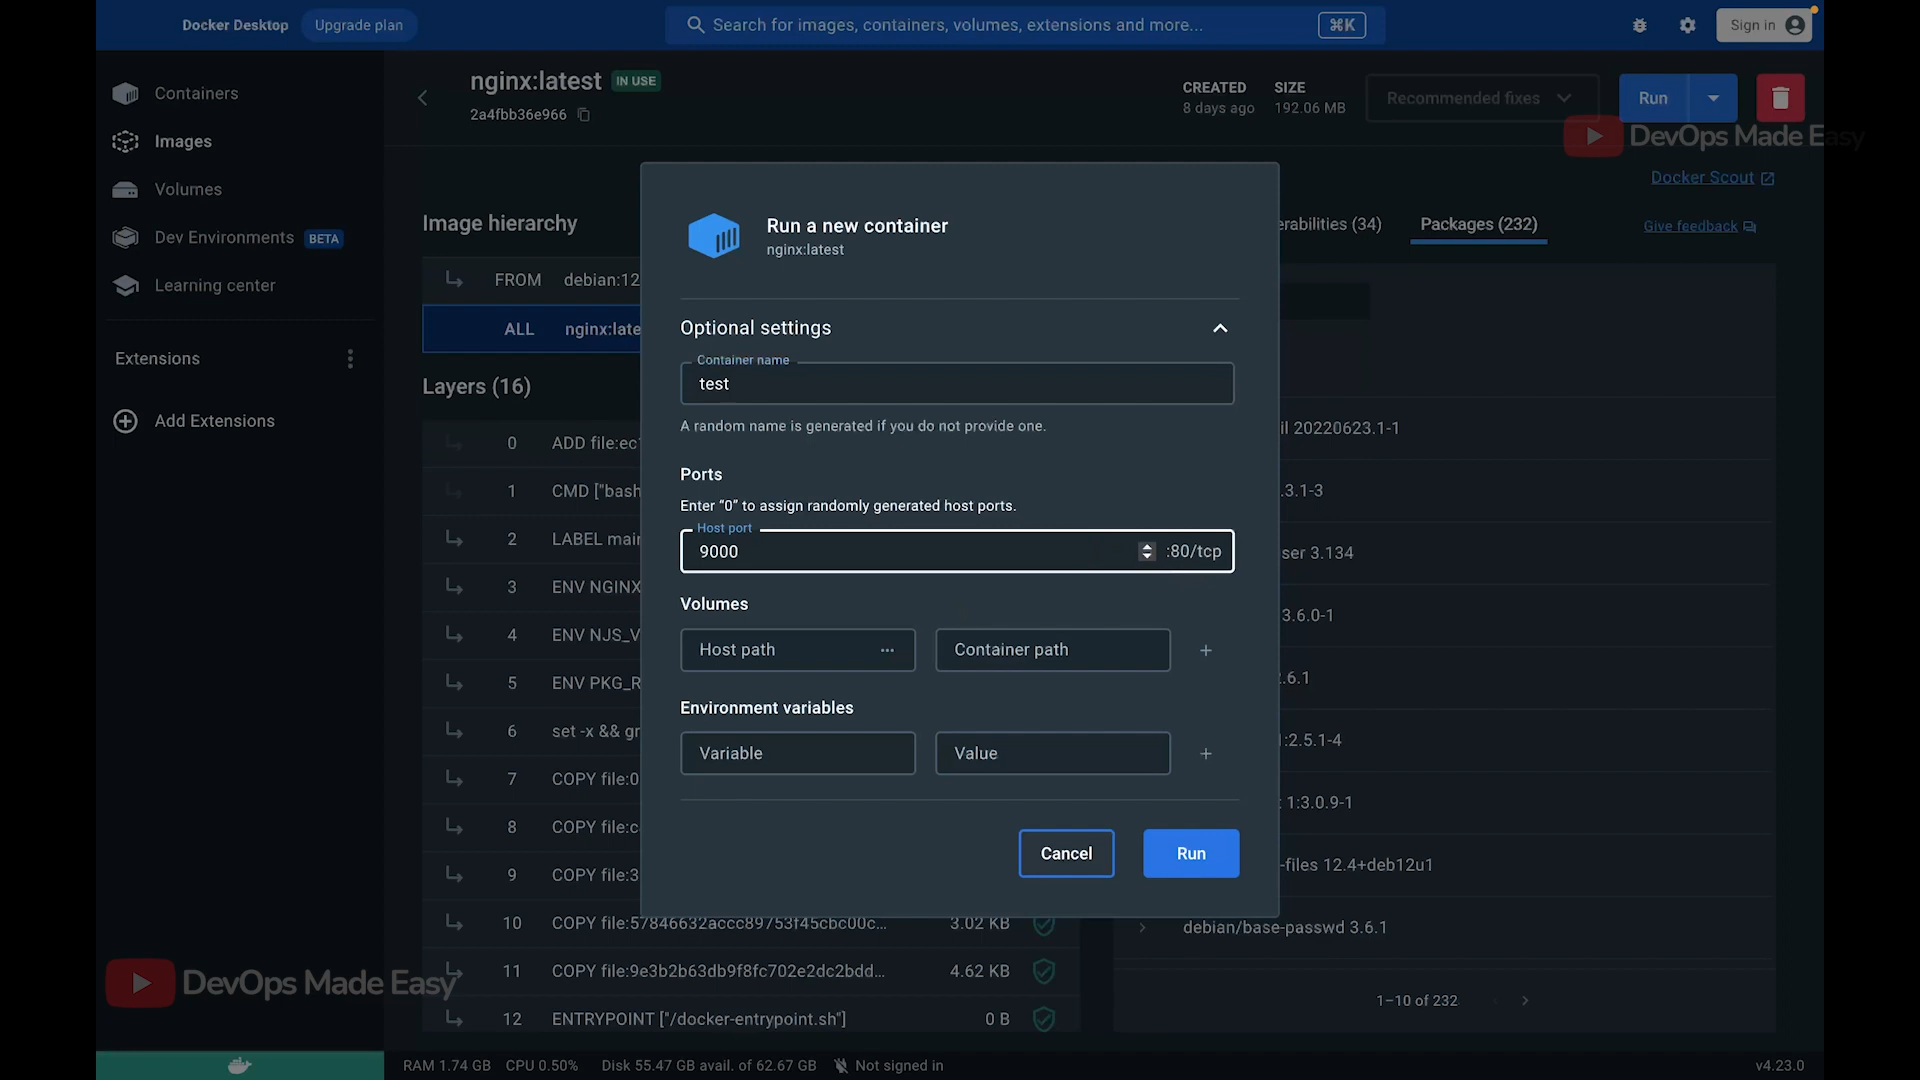 Docker Desktop
Upgrade plan
Search for images, containers, volumes, extensions and more...
⌘K
Sign in
Containers
Images
Volumes
Dev Environments BETA
Learning center
Extensions
Add Extensions
nginx:latest IN USE
2a4fbb36e966
CREATED
8 days ago
SIZE
192.06 MB
Recommended fixes
Run
DevOps Made Easy
Docker Scout
Image hierarchy
FROM debian:12
ALL nginx:late
Layers (16)
0 ADD file:ec
1 CMD ["bash
2 LABEL main
3 ENV NGINX
4 ENV NJS_V
5 ENV PKG_R
6 set -x && gr
7 COPY file:0
8 COPY file:c
9 COPY file:3
10 COPY file:57846632accc89753f45cbc00c... 3.02 KB
11 COPY file:9e3b2b63db9f8fc702e2dc2bdd... 4.62 KB
12 ENTRYPOINT ["/docker-entrypoint.sh"] 0 B
Run a new container
nginx:latest
Optional settings
Container name
test
A random name is generated if you do not provide one.
Ports
Enter “0” to assign randomly generated host ports.
Host port
9000 :80/tcp
Volumes
Host path ... Container path +
Environment variables
Variable Value +
Cancel Run
erabilities (34)
Packages (232)
Give feedback
il 20220623.1-1
.3.1-3
ser 3.134
3.6.0-1
.6.1
:2.5.1-4
1:3.0.9-1
-files 12.4+deb12u1
debian/base-passwd 3.6.1
1–10 of 232
DevOps Made Easy
RAM 1.74 GB CPU 0.50% Disk 55.47 GB avail. of 62.67 GB Not signed in
v4.23.0